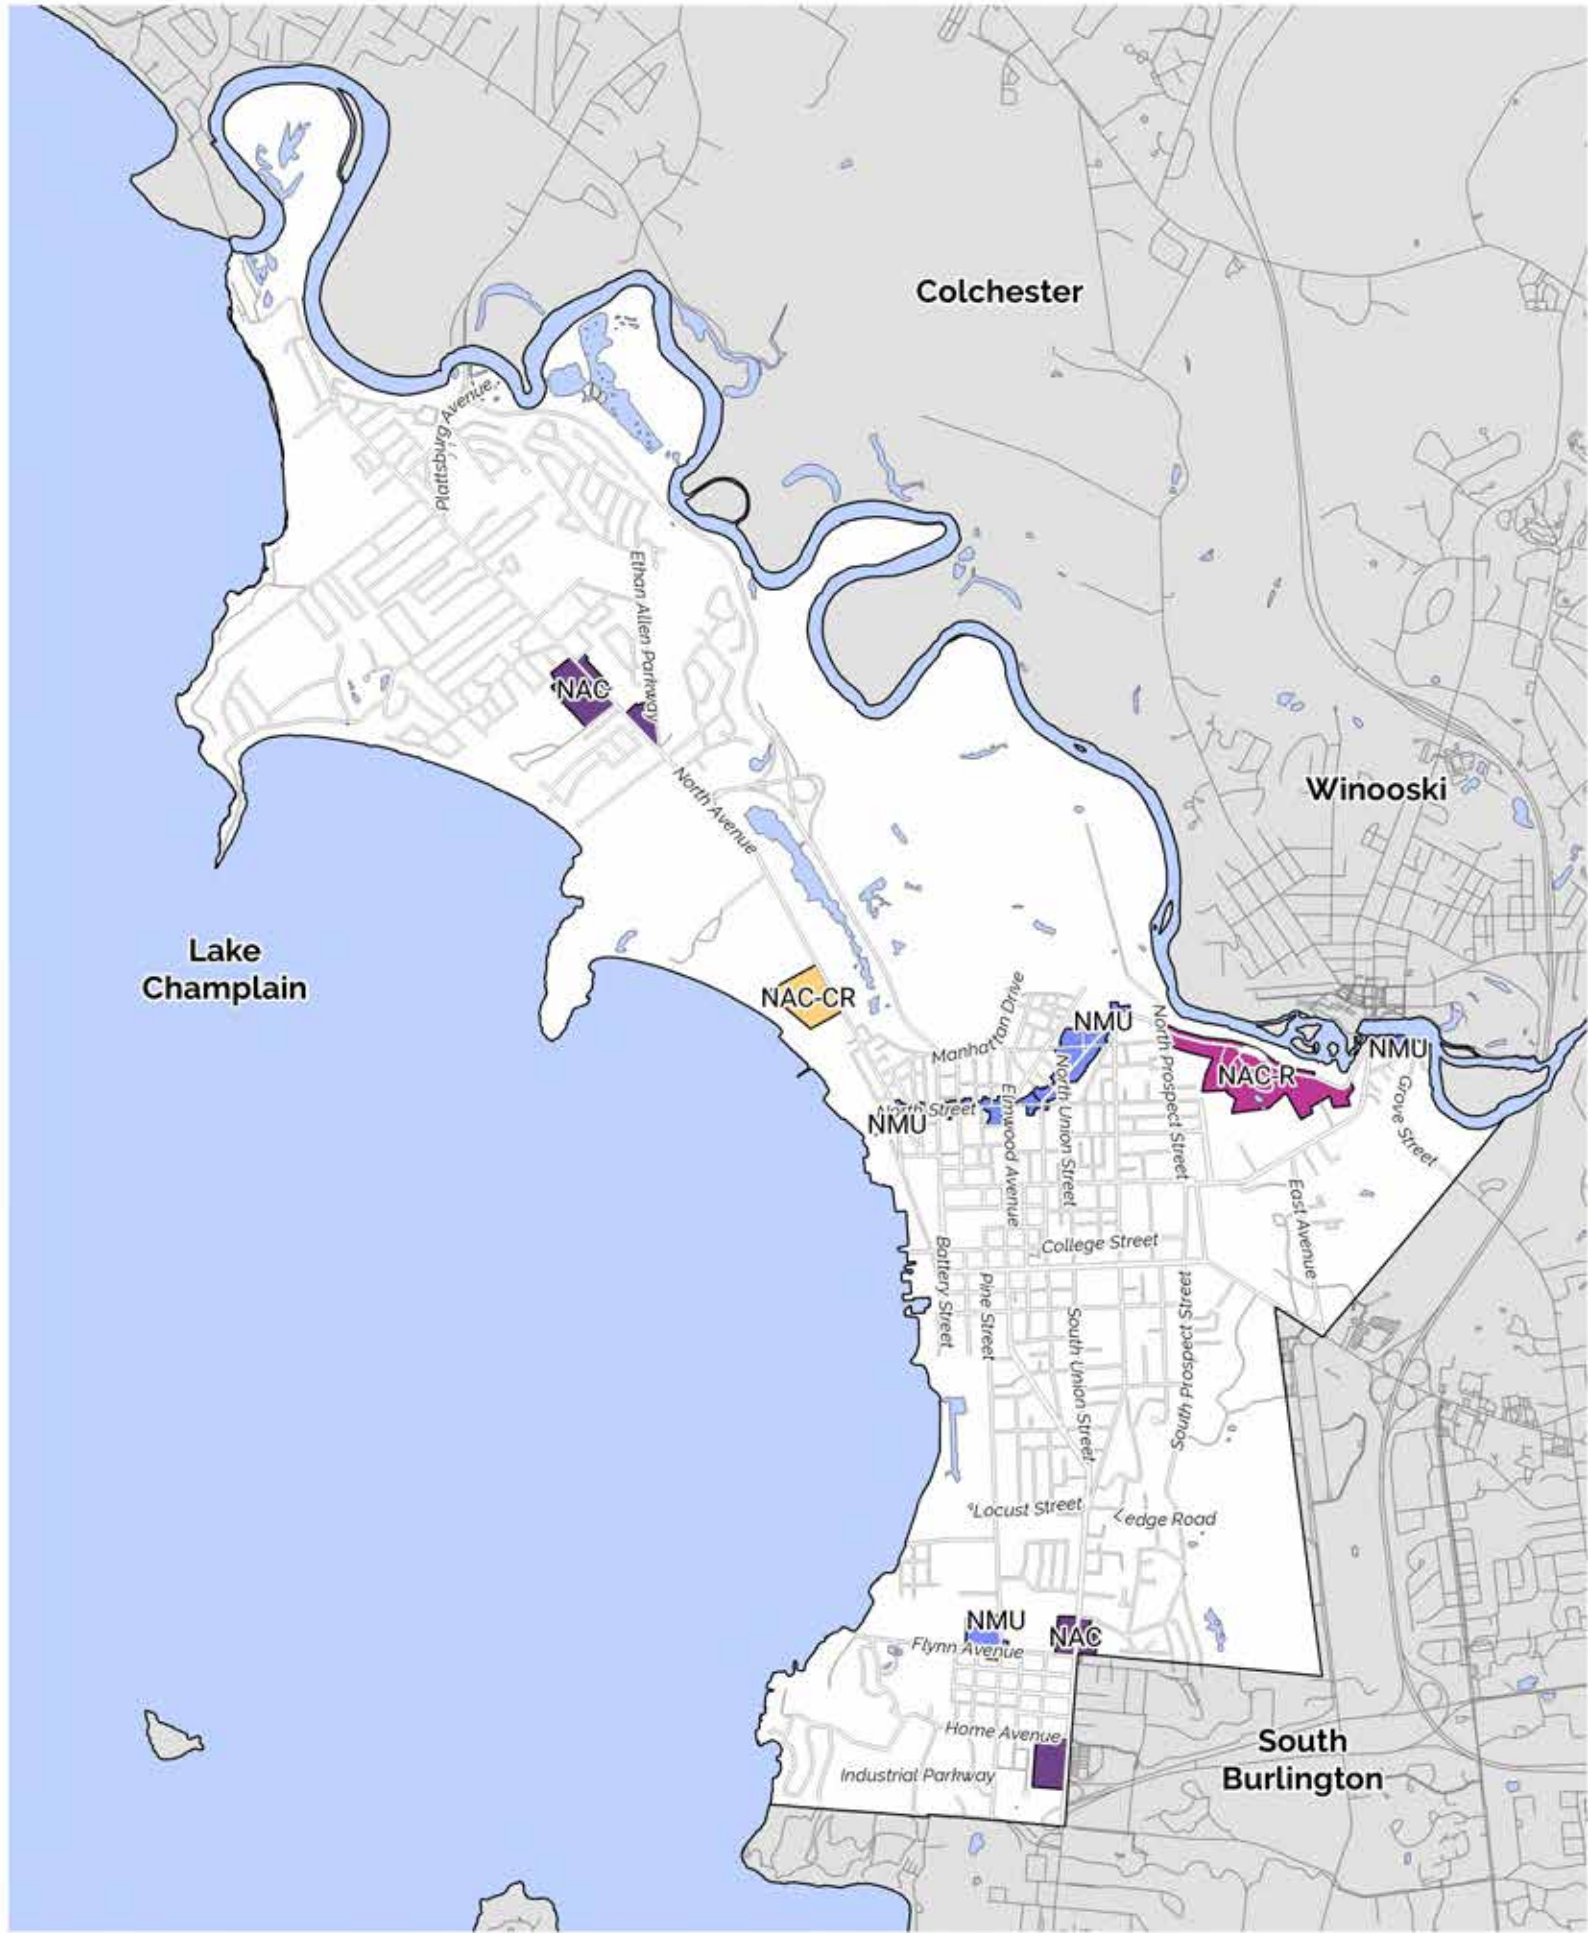 Colchester
Plattsburg Avenue
Ethan Allen Parkway
NAC
North Avenue
Winooski
Lake
Champlain
NAC-CR
Manhattan Drive
NMU
North Prospect Street
NMU
NAC-R
North Street
NMU
Elmwood Avenue
North Union Street
Grove Street
East Avenue
College Street
Battery Street
Pine Street
South Union Street
South Prospect Street
Locust Street
Ledge Road
NMU
NAC
Flynn Avenue
Home Avenue
South
Burlington
Industrial Parkway